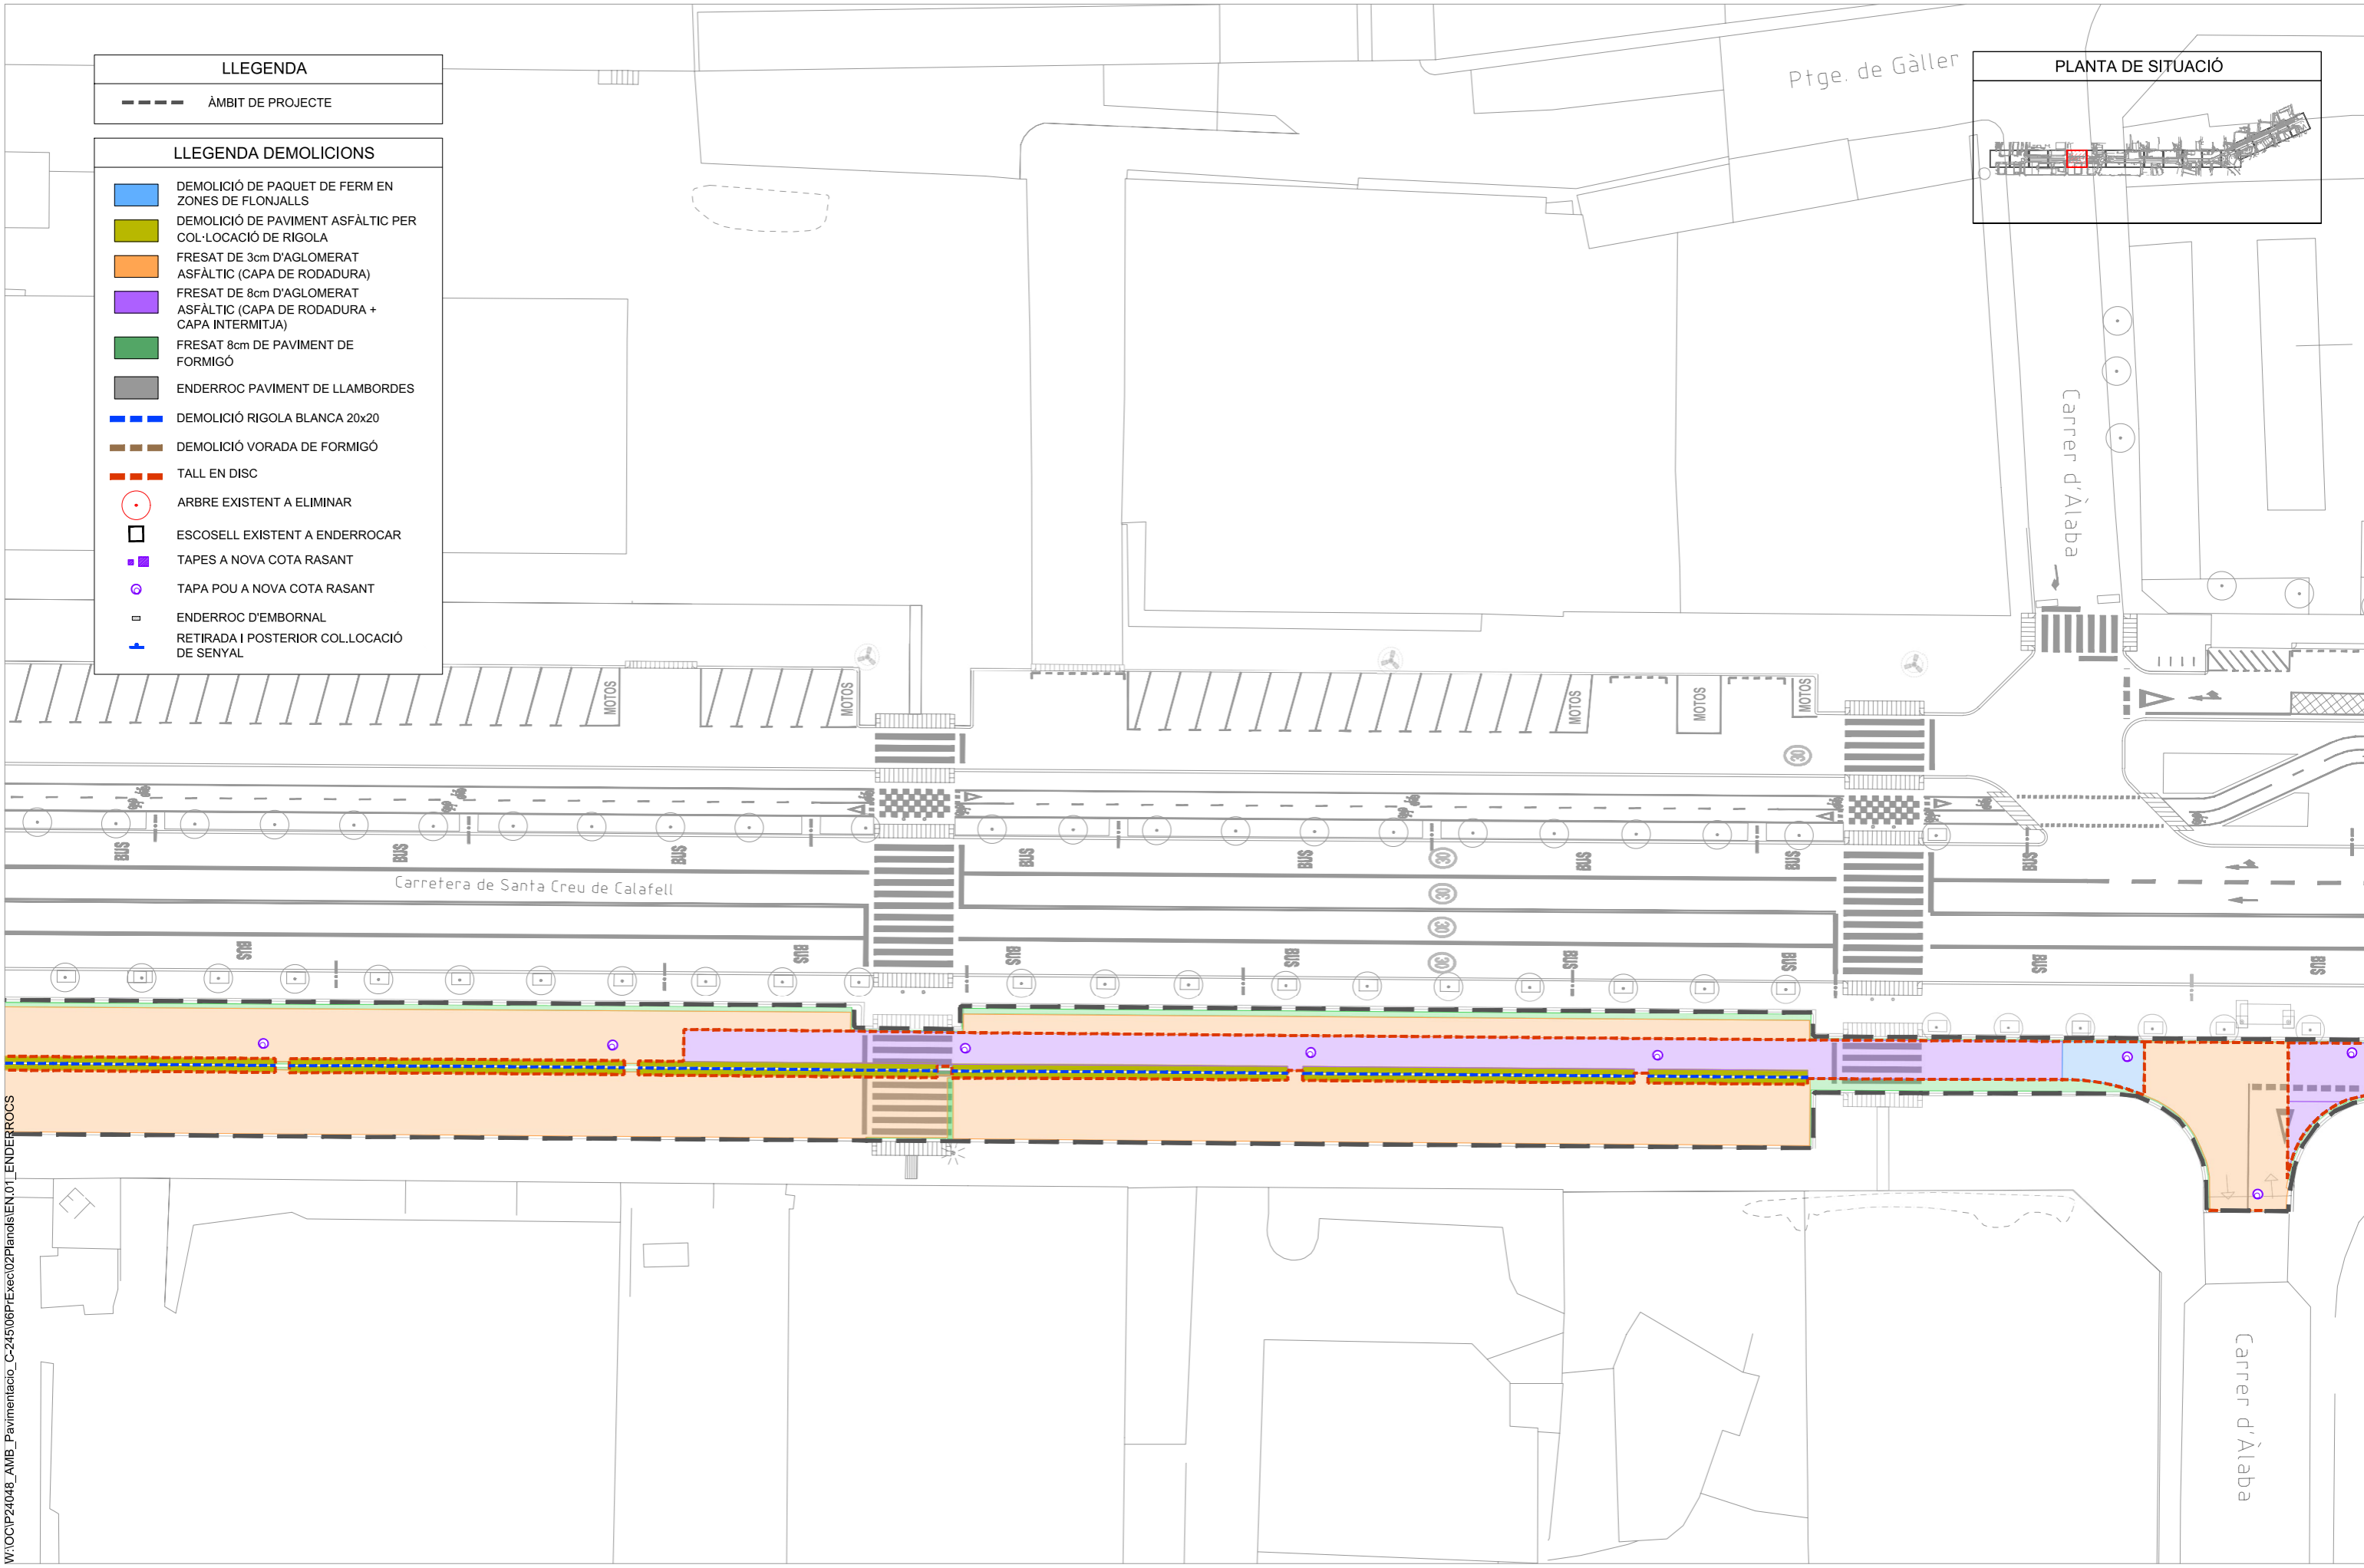 LLEGENDA
ÀMBIT DE PROJECTE
LLEGENDA DEMOLICIONS
DEMOLICIÓ DE PAQUET DE FERM EN
ZONES DE FLONJALLS
DEMOLICIÓ DE PAVIMENT ASFÀLTIC PER
COL·LOCACIÓ DE RIGOLA
FRESAT DE 3cm D'AGLOMERAT
ASFÀLTIC (CAPA DE RODADURA)
FRESAT DE 8cm D'AGLOMERAT
ASFÀLTIC (CAPA DE RODADURA +
CAPA INTERMITJA)
FRESAT 8cm DE PAVIMENT DE
FORMIGÓ
ENDERROC PAVIMENT DE LLAMBORDES
DEMOLICIÓ RIGOLA BLANCA 20x20
DEMOLICIÓ VORADA DE FORMIGÓ
TALL EN DISC
ARBRE EXISTENT A ELIMINAR
ESCOSELL EXISTENT A ENDERROCAR
TAPES A NOVA COTA RASANT
TAPA POU A NOVA COTA RASANT
ENDERROC D'EMBORNAL
RETIRADA I POSTERIOR COL.LOCACIÓ
DE SENYAL
Ptge. de Gàller
PLANTA DE SITUACIÓ
Carrer d'Àlaba
MOTOS
MOTOS
MOTOS
MOTOS
MOTOS
30
BUS
BUS
BUS
BUS
BUS
BUS
BUS
BUS
30
30
30
30
Carretera de Santa Creu de Calafell
BUS
BUS
BUS
BUS
BUS
BUS
BUS
BUS
Carrer d'Àlaba
W:\OC\P24048_AMB_Pavimentacio_C-245\06PrExec\02Planols\EN.01_ENDERROCS